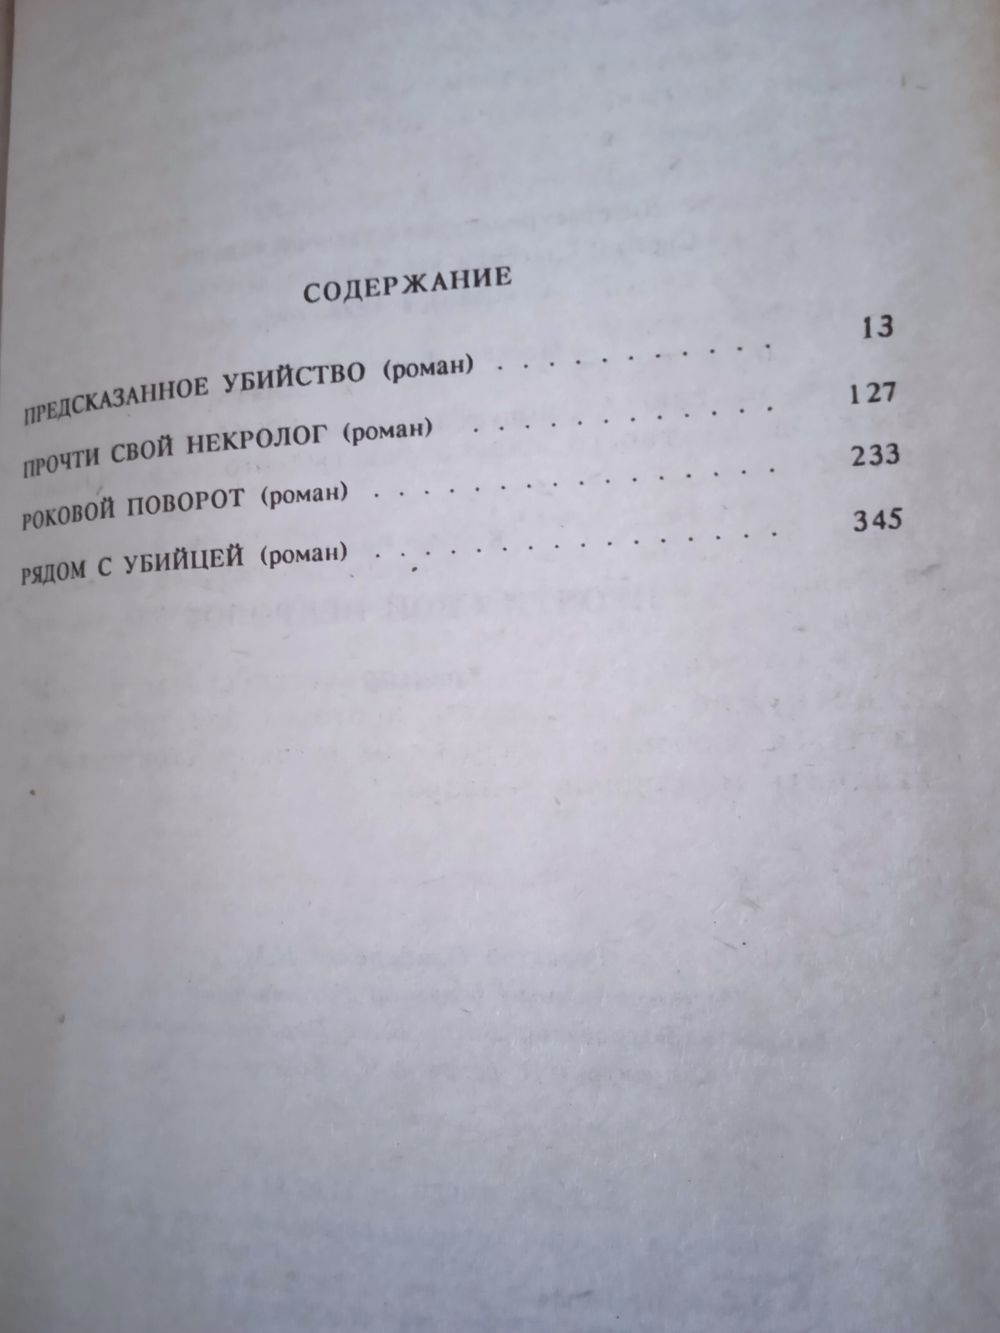 СОДЕРЖАНИЕ
ПРЕДСКАЗАННОЕ УБИЙСТВО (роман) . . . . . . . . . . . 13
ПРОЧТИ СВОЙ НЕКРОЛОГ (роман) . . . . . . . . . . . . 127
РОКОВОЙ ПОВОРОТ (роман) . . . . . . . . . . . . . . . . 233
РЯДОМ С УБИЙЦЕЙ (роман) . . . . . . . . . . . . . . . . 345